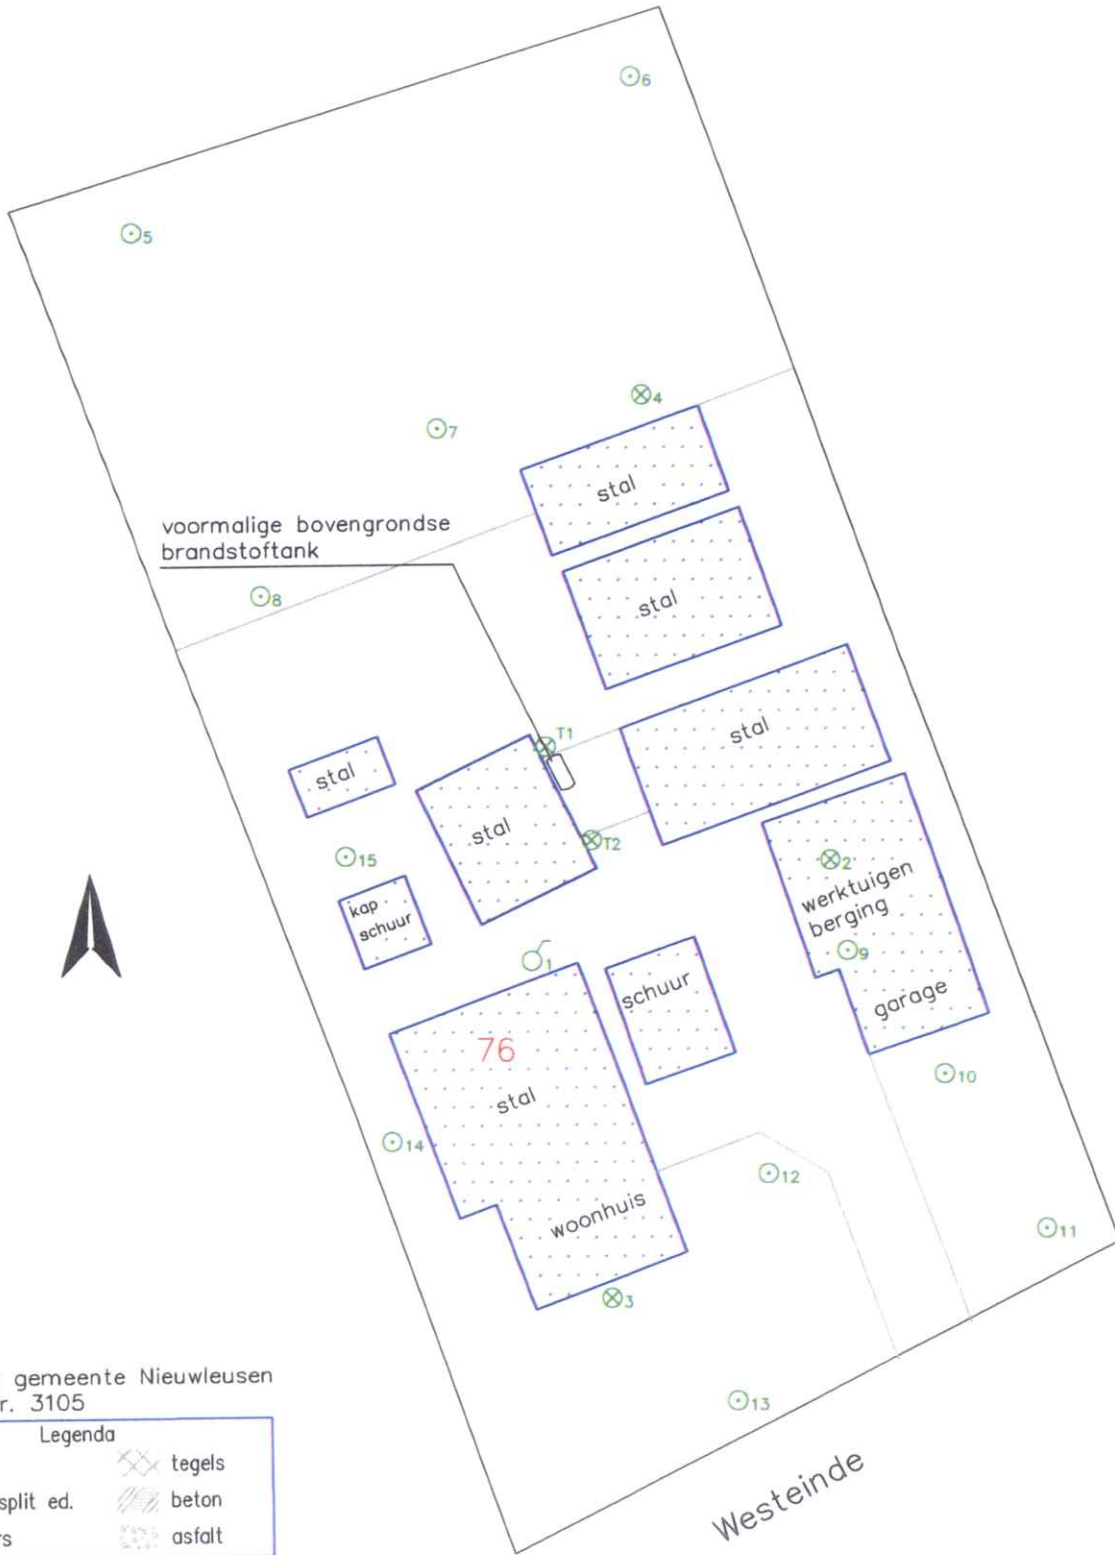 6
5
4
7
stal
voormalige bovengrondse
brandstoftank
8
stal
T1
stal
stal
stal
T2
15
2
werktuigen
berging
kap
schuur
9
1
schuur
garage
76
10
stal
14
12
woonhuis
11
3
gemeente Nieuwleusen
3105
13
Legenda
tegels
Westeinde
split ed.
beton
asfalt